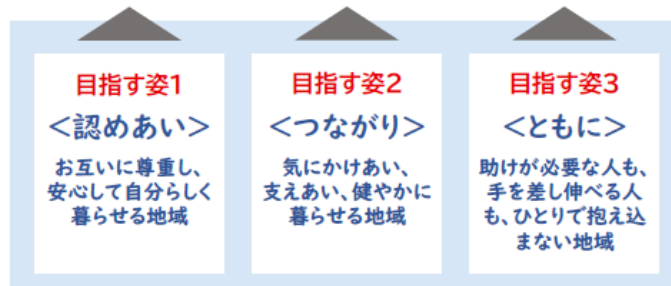 目指す姿1
<認めあい>
お互いに尊重し、
安心して自分らしく
暮らせる地域
目指す姿2
<つながり>
気にかけあい、
支えあい、健やかに
暮らせる地域
目指す姿3
<ともに>
助けが必要な人も、
手を差し伸べる人
も、ひとりで抱え込
まない地域